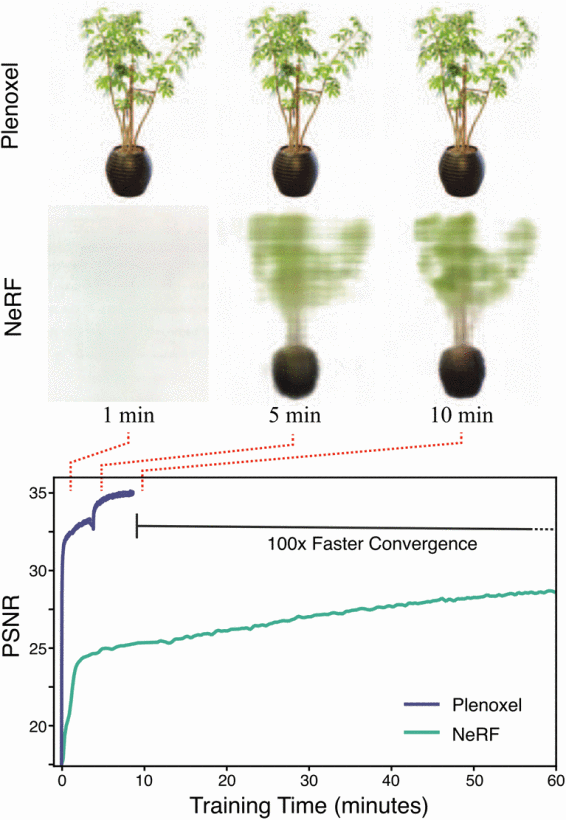 Plenoxel
NeRF
1 min
5 min
10 min
35
30
25
20
PSNR
100x Faster Convergence
Plenoxel
NeRF
0
10
20
30
40
50
60
Training Time (minutes)